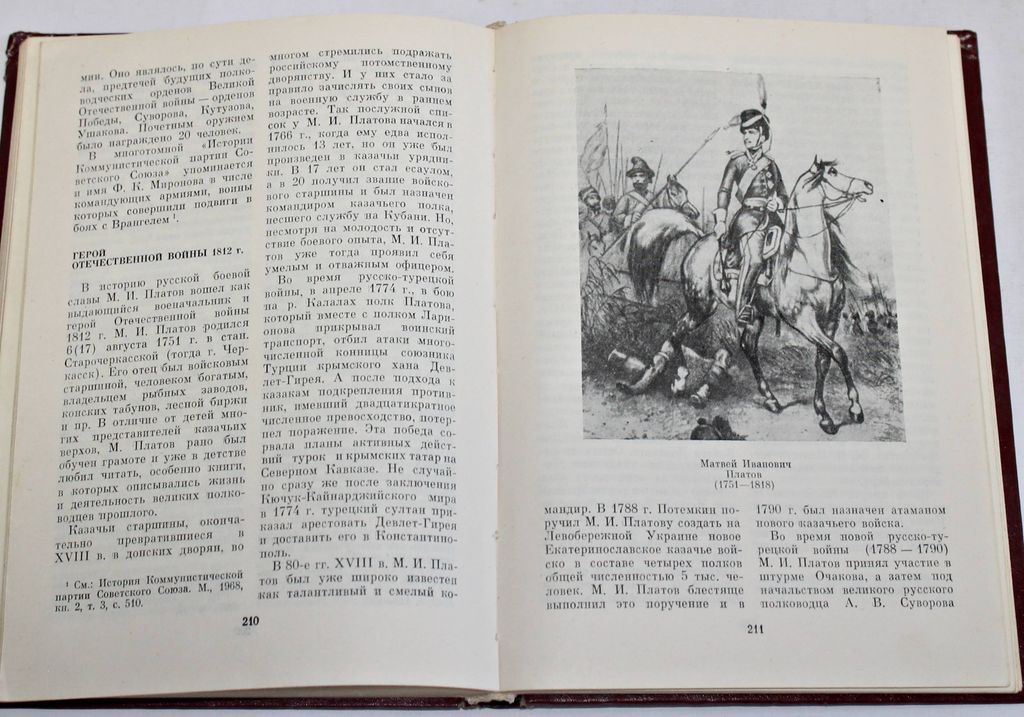 мии. Оно являлось, по сути де-
ла, предтечей будущих полко-
водческих орденов Великой
Отечественной войны — орденов
Победы, Суворова, Кутузова,
Ушакова. Почетным оружием
было награждено 20 человек.
В многотомной «Истории
Коммунистической партии Со-
ветского Союза» упоминается
и имя Ф. К. Миронова в числе
командующих армиями, воины
которых совершили подвиги в
боях с Врангелем ¹.
ГЕРОЙ
ОТЕЧЕСТВЕННОЙ ВОЙНЫ 1812 г.
В историю русской боевой
славы М. И. Платов вошел как
выдающийся военачальник и
герой Отечественной войны
1812 г. М. И. Платов родился
6(17) августа 1751 г. в стан.
Старочеркасской (тогда г. Чер-
касск). Его отец был войсковым
старшиной, человеком богатым,
владельцем рыбных заводов,
конских табунов, лесной биржи
и пр. В отличие от детей мно-
гих представителей казачьих
верхов, М. Платов рано был
обучен грамоте и уже в детстве
любил читать, особенно книги,
в которых описывались жизнь
и деятельность великих полко-
водцев прошлого.
Казачьи старшины, оконча-
тельно превратившиеся в
XVIII в. в донских дворян, во
¹ См.: История Коммунистической
партии Советского Союза. М., 1968,
кн. 2, т. 3, с. 510.
многом стремились подражать
российскому потомственному
дворянству. И у них стало за
правило зачислять своих сынов
на военную службу в раннем
возрасте. Так послужной спи-
сок у М. И. Платова начался в
1766 г., когда ему едва испол-
нилось 13 лет, но он уже был
произведен в казачьи урядни-
ки. В 17 лет он стал есаулом,
а в 20 получил звание войско-
вого старшины и был назначен
командиром казачьего полка,
несшего службу на Кубани. Но,
несмотря на молодость и отсут-
ствие боевого опыта, М. И. Пла-
тов уже тогда проявил себя
умелым и отважным офицером.
Во время русско-турецкой
войны, в апреле 1774 г., в бою
на р. Калалах полк Платова,
который вместе с полком Лари-
онова прикрывал воинский
транспорт, отбил атаки много-
численной конницы союзника
Турции крымского хана Дев-
лет-Гирея. А после подхода к
казакам подкрепления против-
ник, имевший двадцатикратное
численное превосходство, потер-
пел поражение. Эта победа со-
рвала планы активных дейст-
вий турок и крымских татар на
Северном Кавказе. Не случай-
но сразу же после заключения
Кючук-Кайнарджийского мира
в 1774 г. турецкий султан при-
казал арестовать Девлет-Гирея
и доставить его в Константино-
поль.
В 80-е гг. XVIII в. М. И. Пла-
тов был уже широко известен
как талантливый и смелый ко-
210
Матвей Иванович
Платов
(1751—1818)
мандир. В 1788 г. Потемкин по-
ручил М. И. Платову создать на
Левобережной Украине новое
Екатеринославское казачье вой-
ско в составе четырех полков
общей численностью 5 тыс. че-
ловек. М. И. Платов блестяще
выполнил это поручение и в
1790 г. был назначен атаманом
нового казачьего войска.
Во время новой русско-ту-
рецкой войны (1788 — 1790)
М. И. Платов принял участие в
штурме Очакова, а затем под
начальством великого русского
полководца А. В. Суворова
211